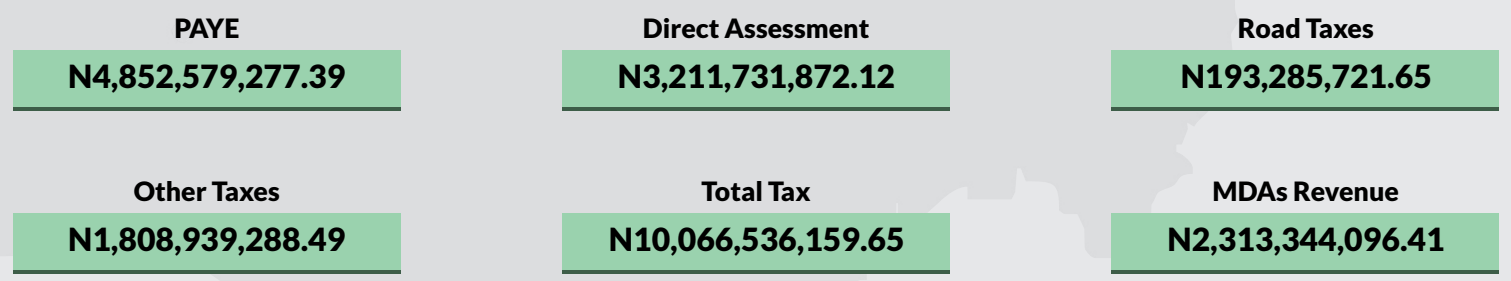 PAYE
N4,852,579,277.39
Direct Assessment
N3,211,731,872.12
Road Taxes
N193,285,721.65
Other Taxes
N1,808,939,288.49
Total Tax
N10,066,536,159.65
MDAs Revenue
N2,313,344,096.41